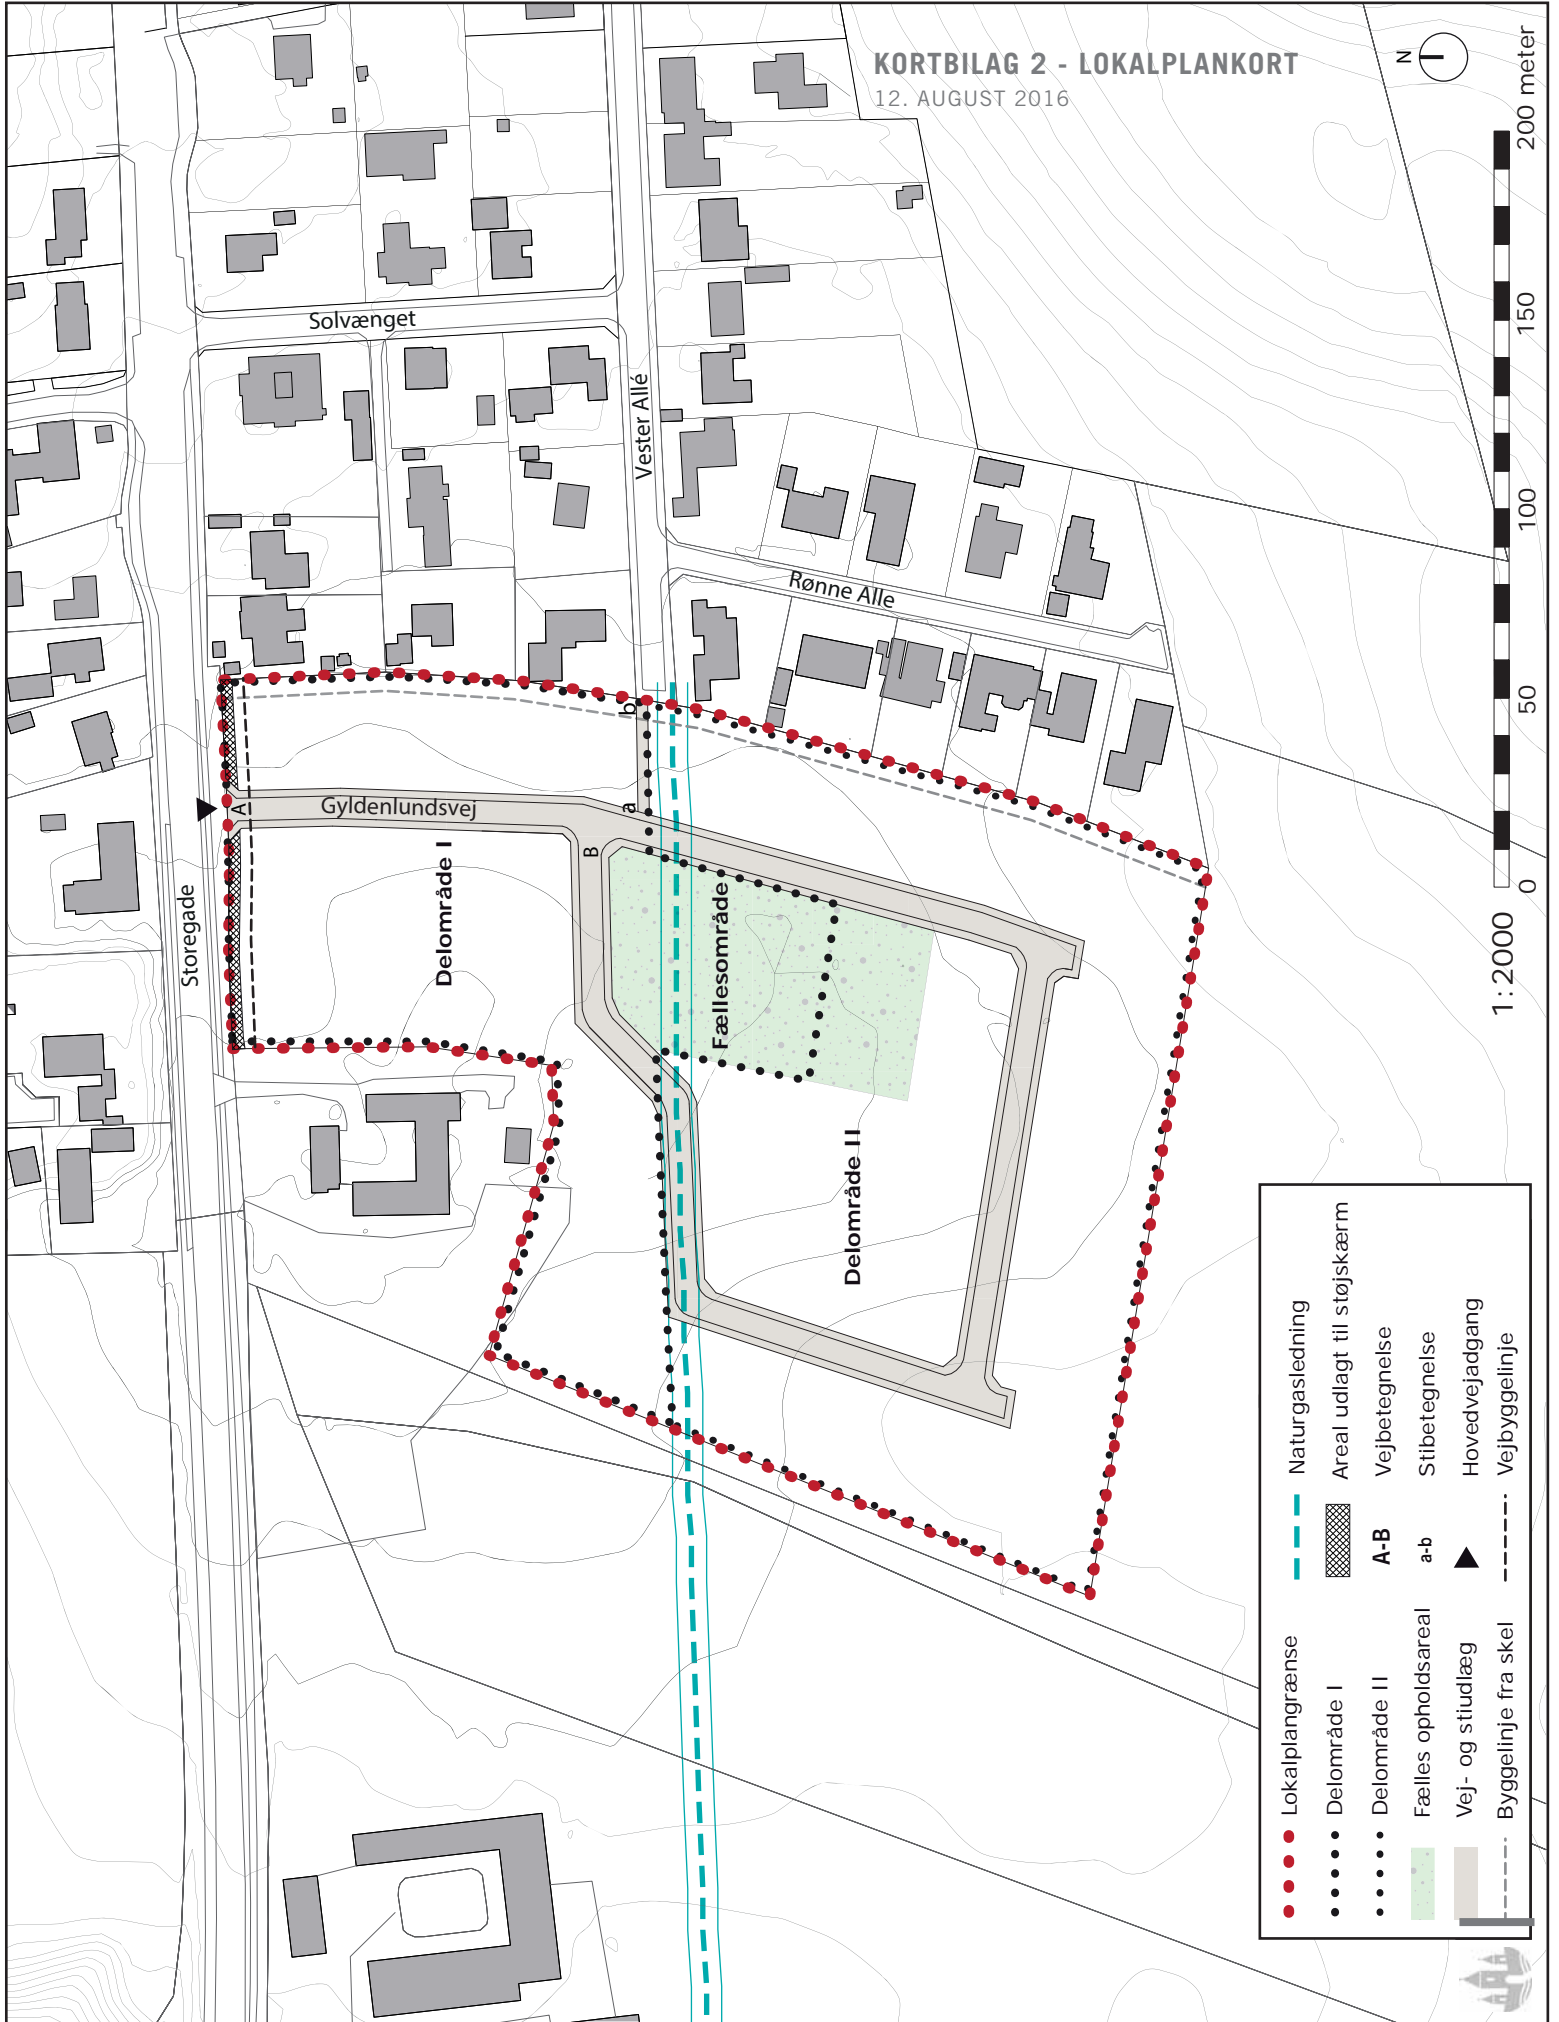 KORTBILAG 2 - LOKALPLANKORT
12. AUGUST 2016
N
Solvænget
Vester Allé
Rønne Alle
Storegade
A
Gyldenlundsvej
a
b
B
Delområde I
Fællesområde
Delområde II
1:2000
0
50
100
150
200 meter
Lokalplangrænse
Delområde I
Delområde II
Fælles opholdsareal
Vej- og stiudlæg
Byggelinje fra skel
Naturgasledning
Areal udlagt til støjskærm
A-B Vejbetegnelse
a-b Stibetegnelse
Hovedvejadgang
Vejbyggelinje